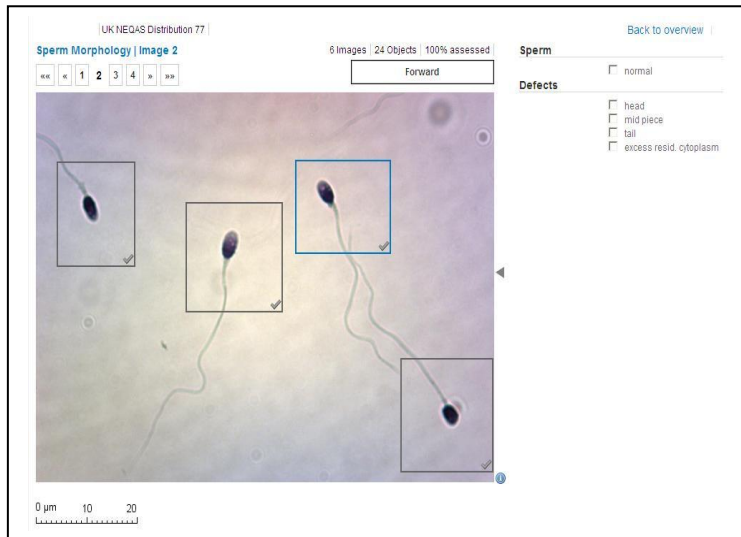 UK NEQAS Distribution 77
Back to overview
Sperm Morphology | Image 2
6 Images | 24 Objects | 100% assessed
Sperm
«« « 1 2 3 4 » »»
Forward
normal
Defects
head
mid piece
tail
excess resid. cytoplasm
0 µm 10 20